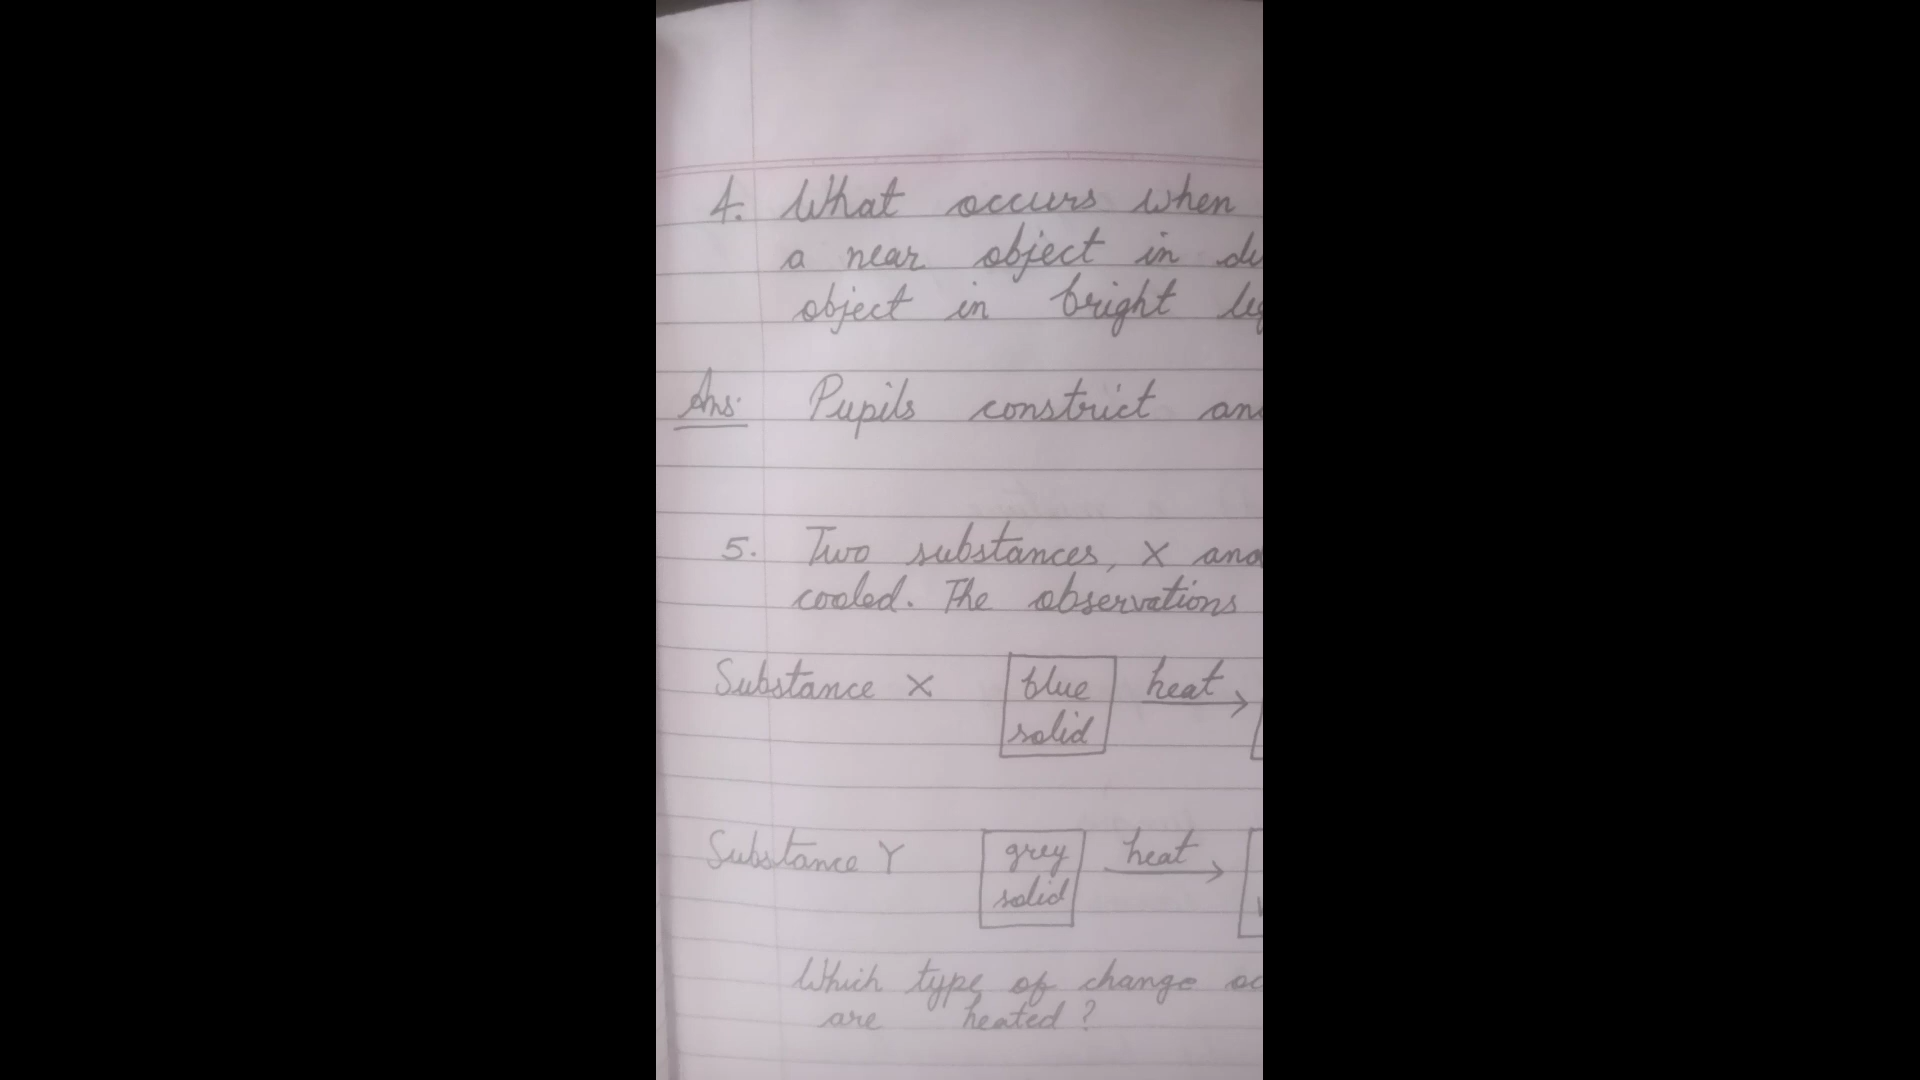 4. What occurs when
a near object in
object in bright
Ans. Pupils constrict
5. Two substances, X and
cooled. The observations
Substance X blue heat
solid
Substance Y grey heat
solid
Which type of change
are heated?